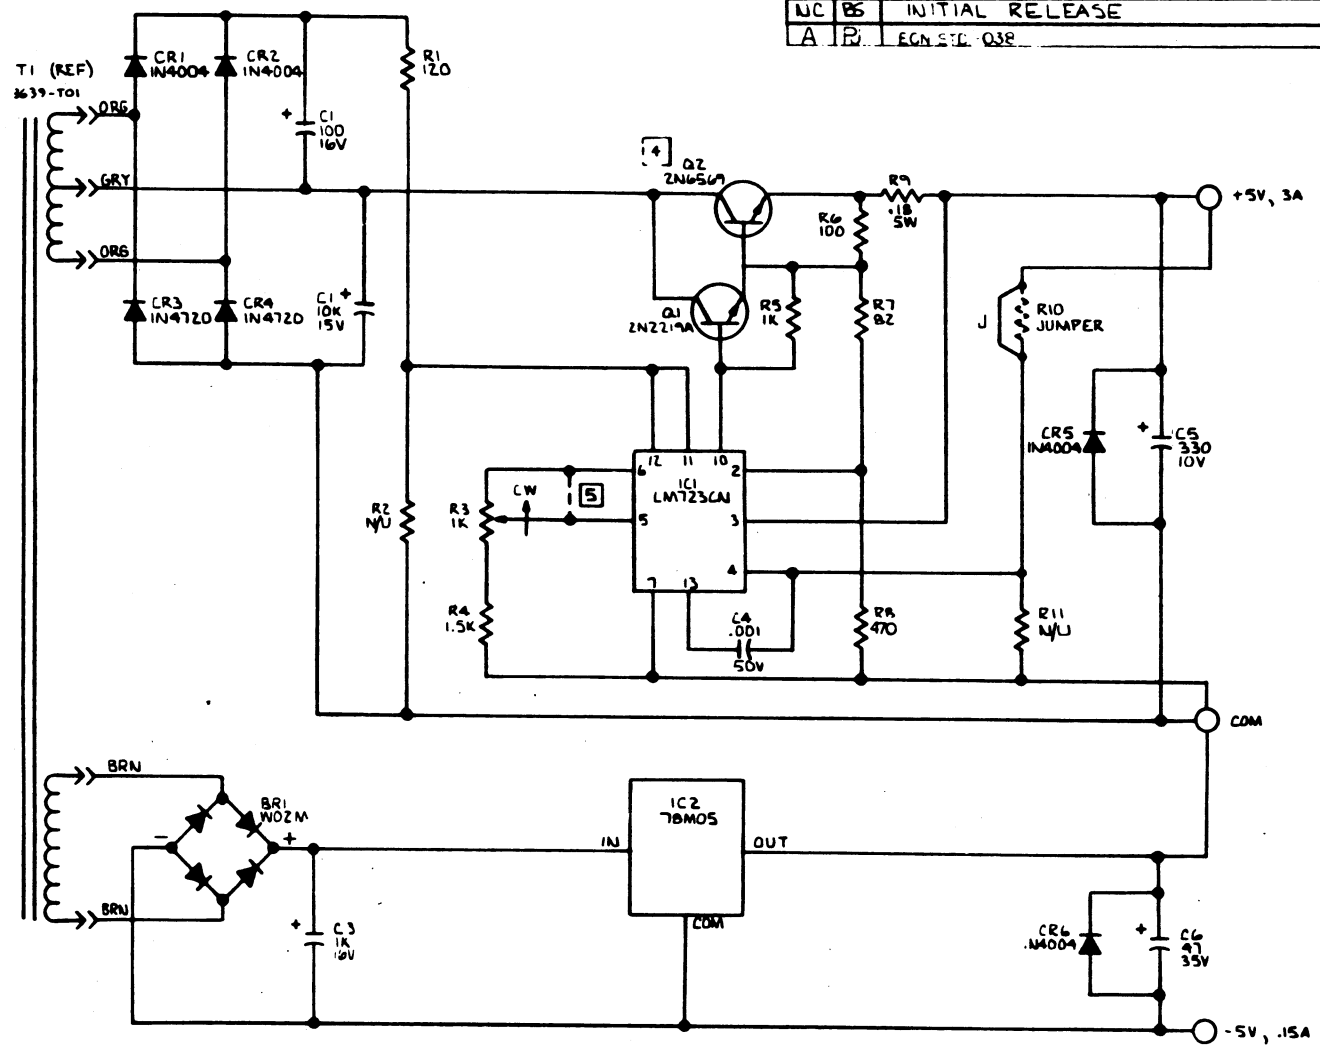 NC BS INITIAL RELEASE
A PJ ECN STC-038
T1 (REF)
3639-T01
CR1
1N4004
CR2
1N4004
R1
120
ORG
+ C1
100
16V
GRY
ORG
CR3
1N4720
CR4
1N4720
C1 +
10K
15V
4
Q2
2N6569
R9
.18
5W
+5V, 3A
R6
100
Q1
2N2219A
R5
1K
R7
82
J
R10
JUMPER
CR5
1N4004
+ C5
330
10V
12 11 10
6 2
IC1
LM723CN
5 3
4
7 13
CW
5
R2
N/U
R3
1K
R4
1.5K
C4
.001
50V
R8
470
R11
N/U
COM
BRN
BR1
W02M
- +
BRN
IC2
78M05
IN OUT
COM
+ C3
1K
16V
CR6
1N4004
+ C6
47
35V
-5V, .15A